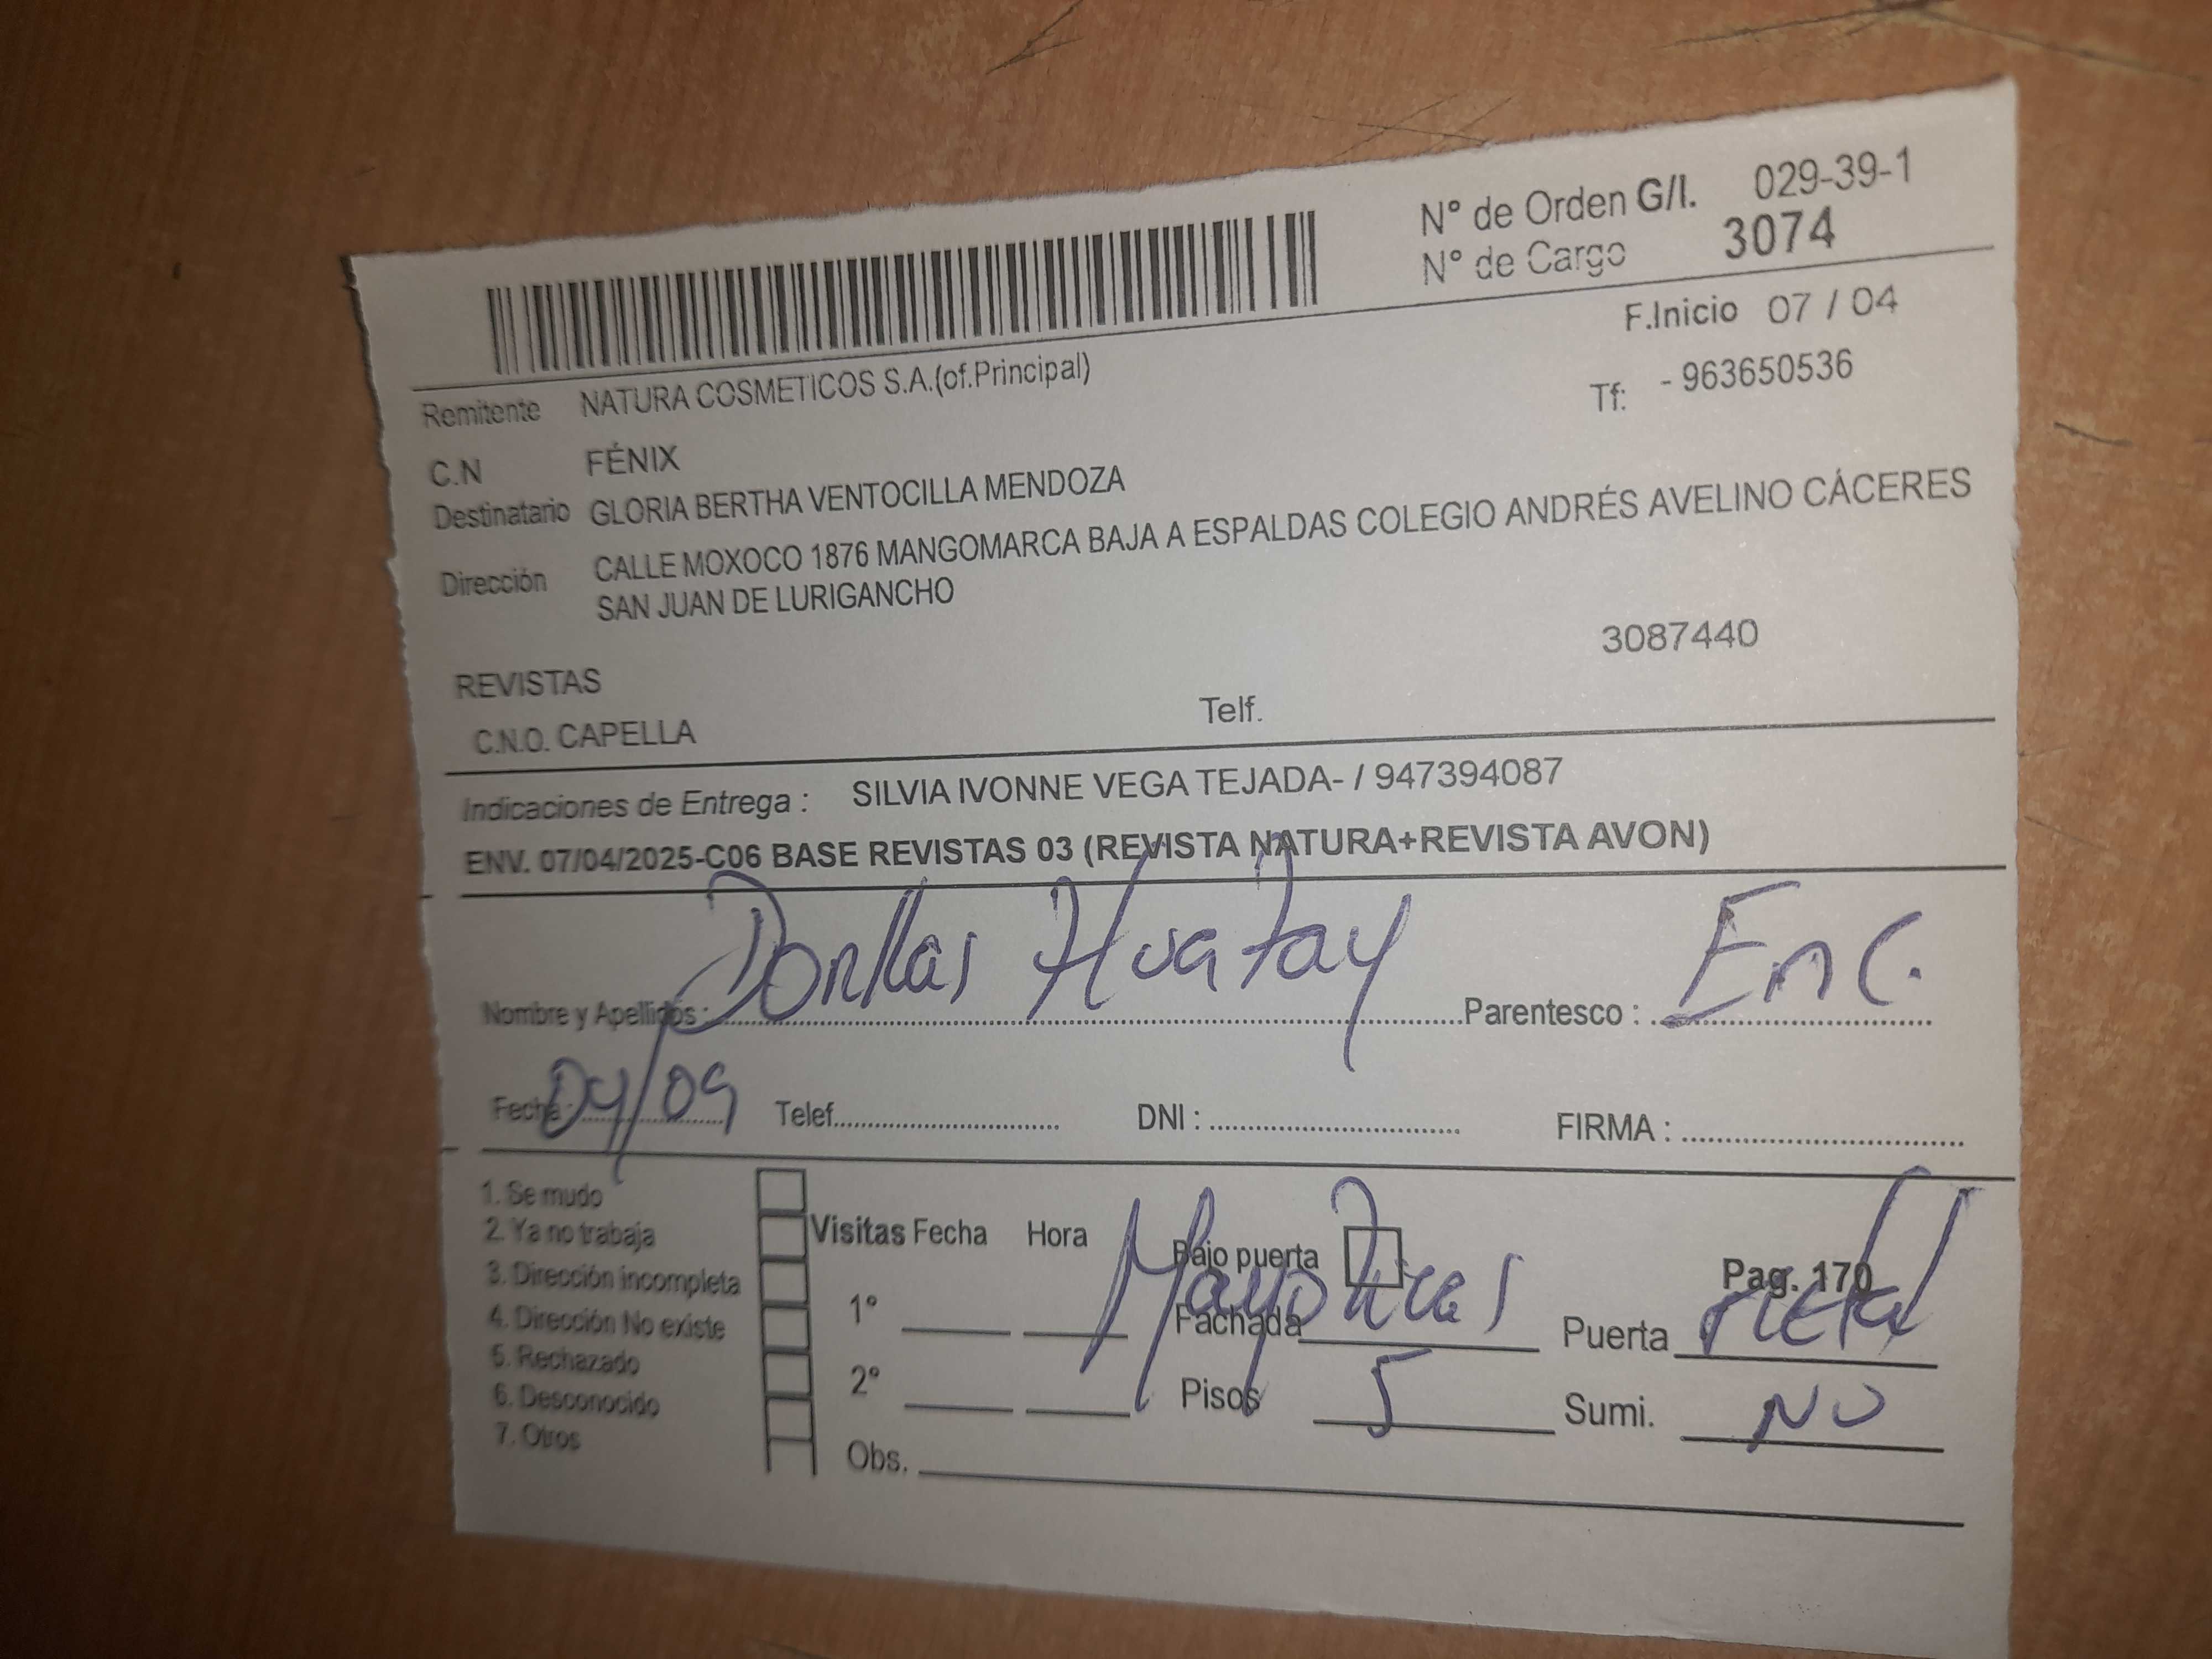 N° de Orden G/I. 029-39-1
N° de Cargo 3074
F.Inicio 07 / 04
Remitente NATURA COSMETICOS S.A.(of.Principal)
Tf: - 963650536
C.N FÉNIX
Destinatario GLORIA BERTHA VENTOCILLA MENDOZA
Dirección CALLE MOXOCO 1876 MANGOMARCA BAJA A ESPALDAS COLEGIO ANDRÉS AVELINO CÁCERES
SAN JUAN DE LURIGANCHO
3087440
REVISTAS
C.N.O. CAPELLA Telf.
Indicaciones de Entrega : SILVIA IVONNE VEGA TEJADA- / 947394087
ENV. 07/04/2025-C06 BASE REVISTAS 03 (REVISTA NATURA+REVISTA AVON)
Nombre y Apellidos : Parentesco : Enc.
Fecha : 04/09 Telef. DNI : FIRMA :
1. Se mudo
2. Ya no trabaja
3. Dirección incompleta
4. Dirección No existe
5. Rechazado
6. Desconocido
7. Otros
Visitas Fecha Hora
1°
2°
Obs.
Bajo puerta
Pag. 170
Fachada Puerta
Pisos 5 Sumi. NO